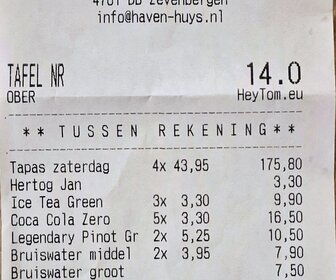 4761 DD Zevenbergen
info@haven-huys.nl
TAFEL NR 14.0
OBER HeyTom.eu
** TUSSEN REKENING**
Tapas zaterdag 4x 43,95 175,80
Hertog Jan 3,30
Ice Tea Green 3x 3,30 9,90
Coca Cola Zero 5x 3,30 16,50
Legendary Pinot Gr 2x 5,25 10,50
Bruiswater middel 2x 3,95 7,90
Bruiswater groot 7,50